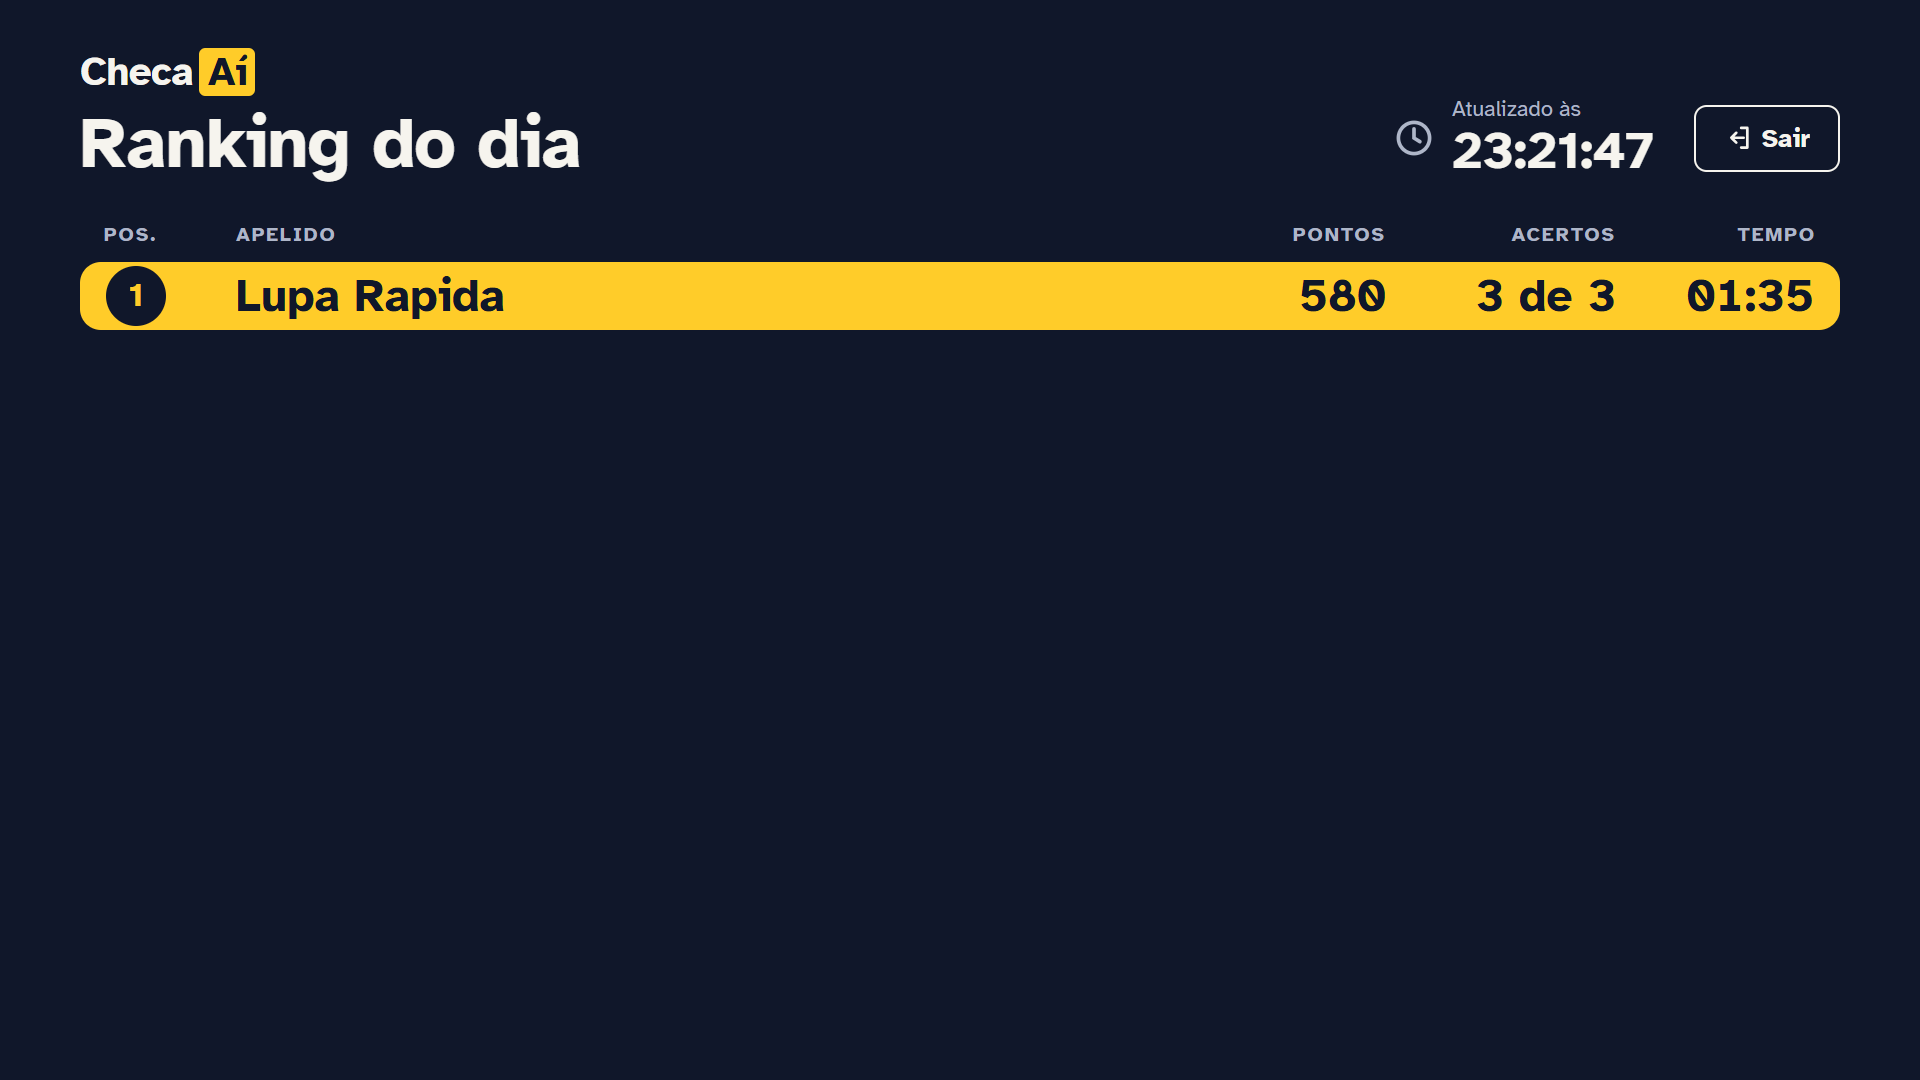 Checa Aí
Ranking do dia
Atualizado às
23:21:47
Sair
POS. APELIDO PONTOS ACERTOS TEMPO
1 Lupa Rapida 580 3 de 3 01:35